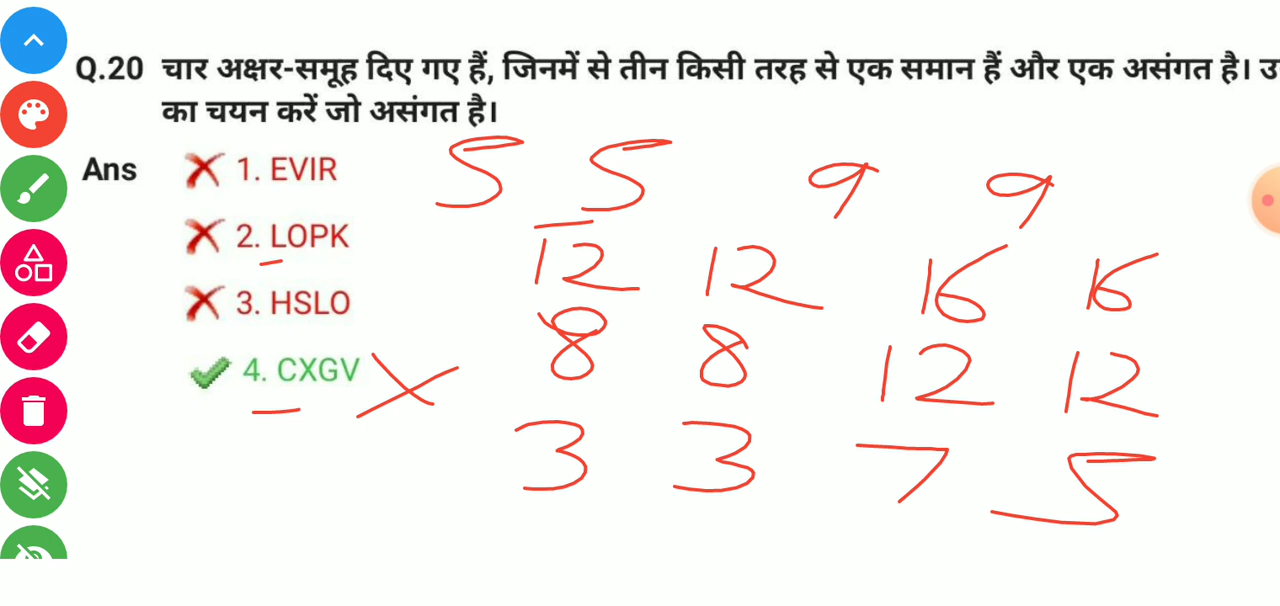 Q.20 चार अक्षर-समूह दिए गए हैं, जिनमें से तीन किसी तरह से एक समान हैं और एक असंगत है। उ
का चयन करें जो असंगत है।
Ans 1. EVIR 5 5 9 9
2. LOPK 12 12 16 16
3. HSLO 8 8 12 12
4. CXGV 3 3 7 5